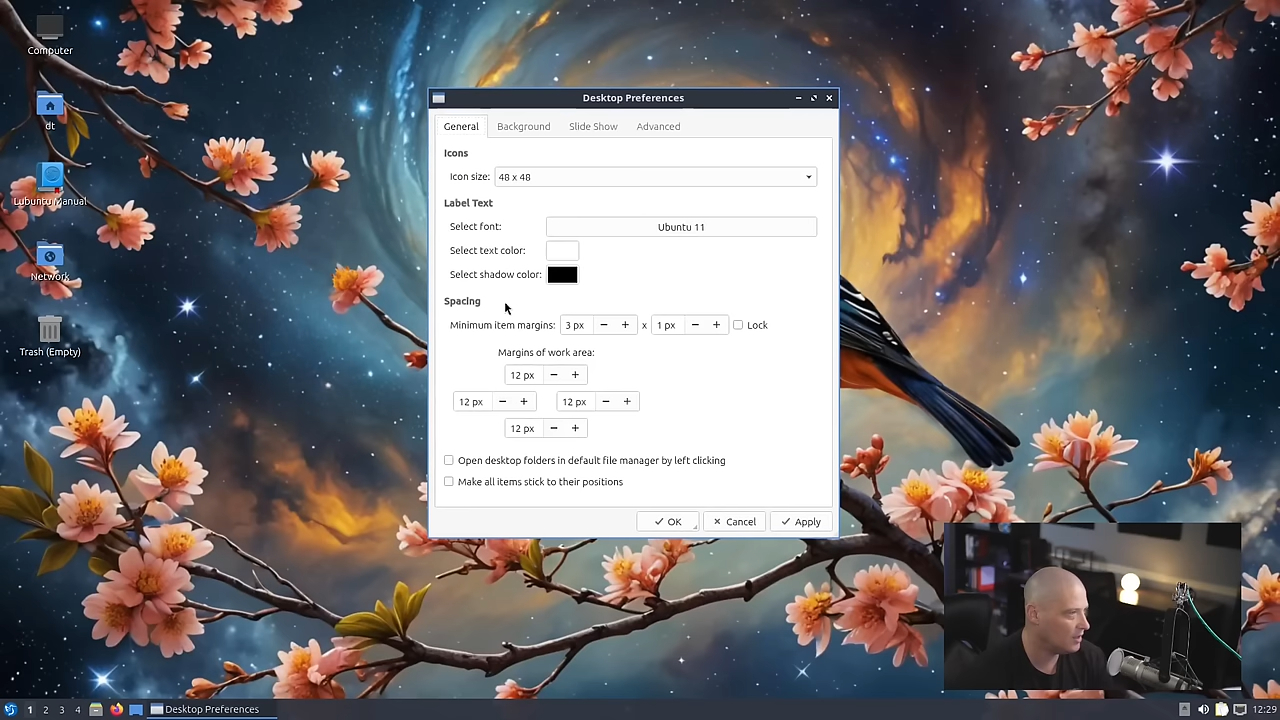 Computer
dt
Lubuntu Manual
Network
Trash (Empty)
Desktop Preferences
General Background Slide Show Advanced
Icons
Icon size: 48 x 48
Label Text
Select font: Ubuntu 11
Select text color:
Select shadow color:
Spacing
Minimum item margins: 3 px − + x 1 px − + Lock
Margins of work area:
12 px − +
12 px − + 12 px − +
12 px − +
Open desktop folders in default file manager by left clicking
Make all items stick to their positions
OK Cancel Apply
1 2 3 4 Desktop Preferences 12:29